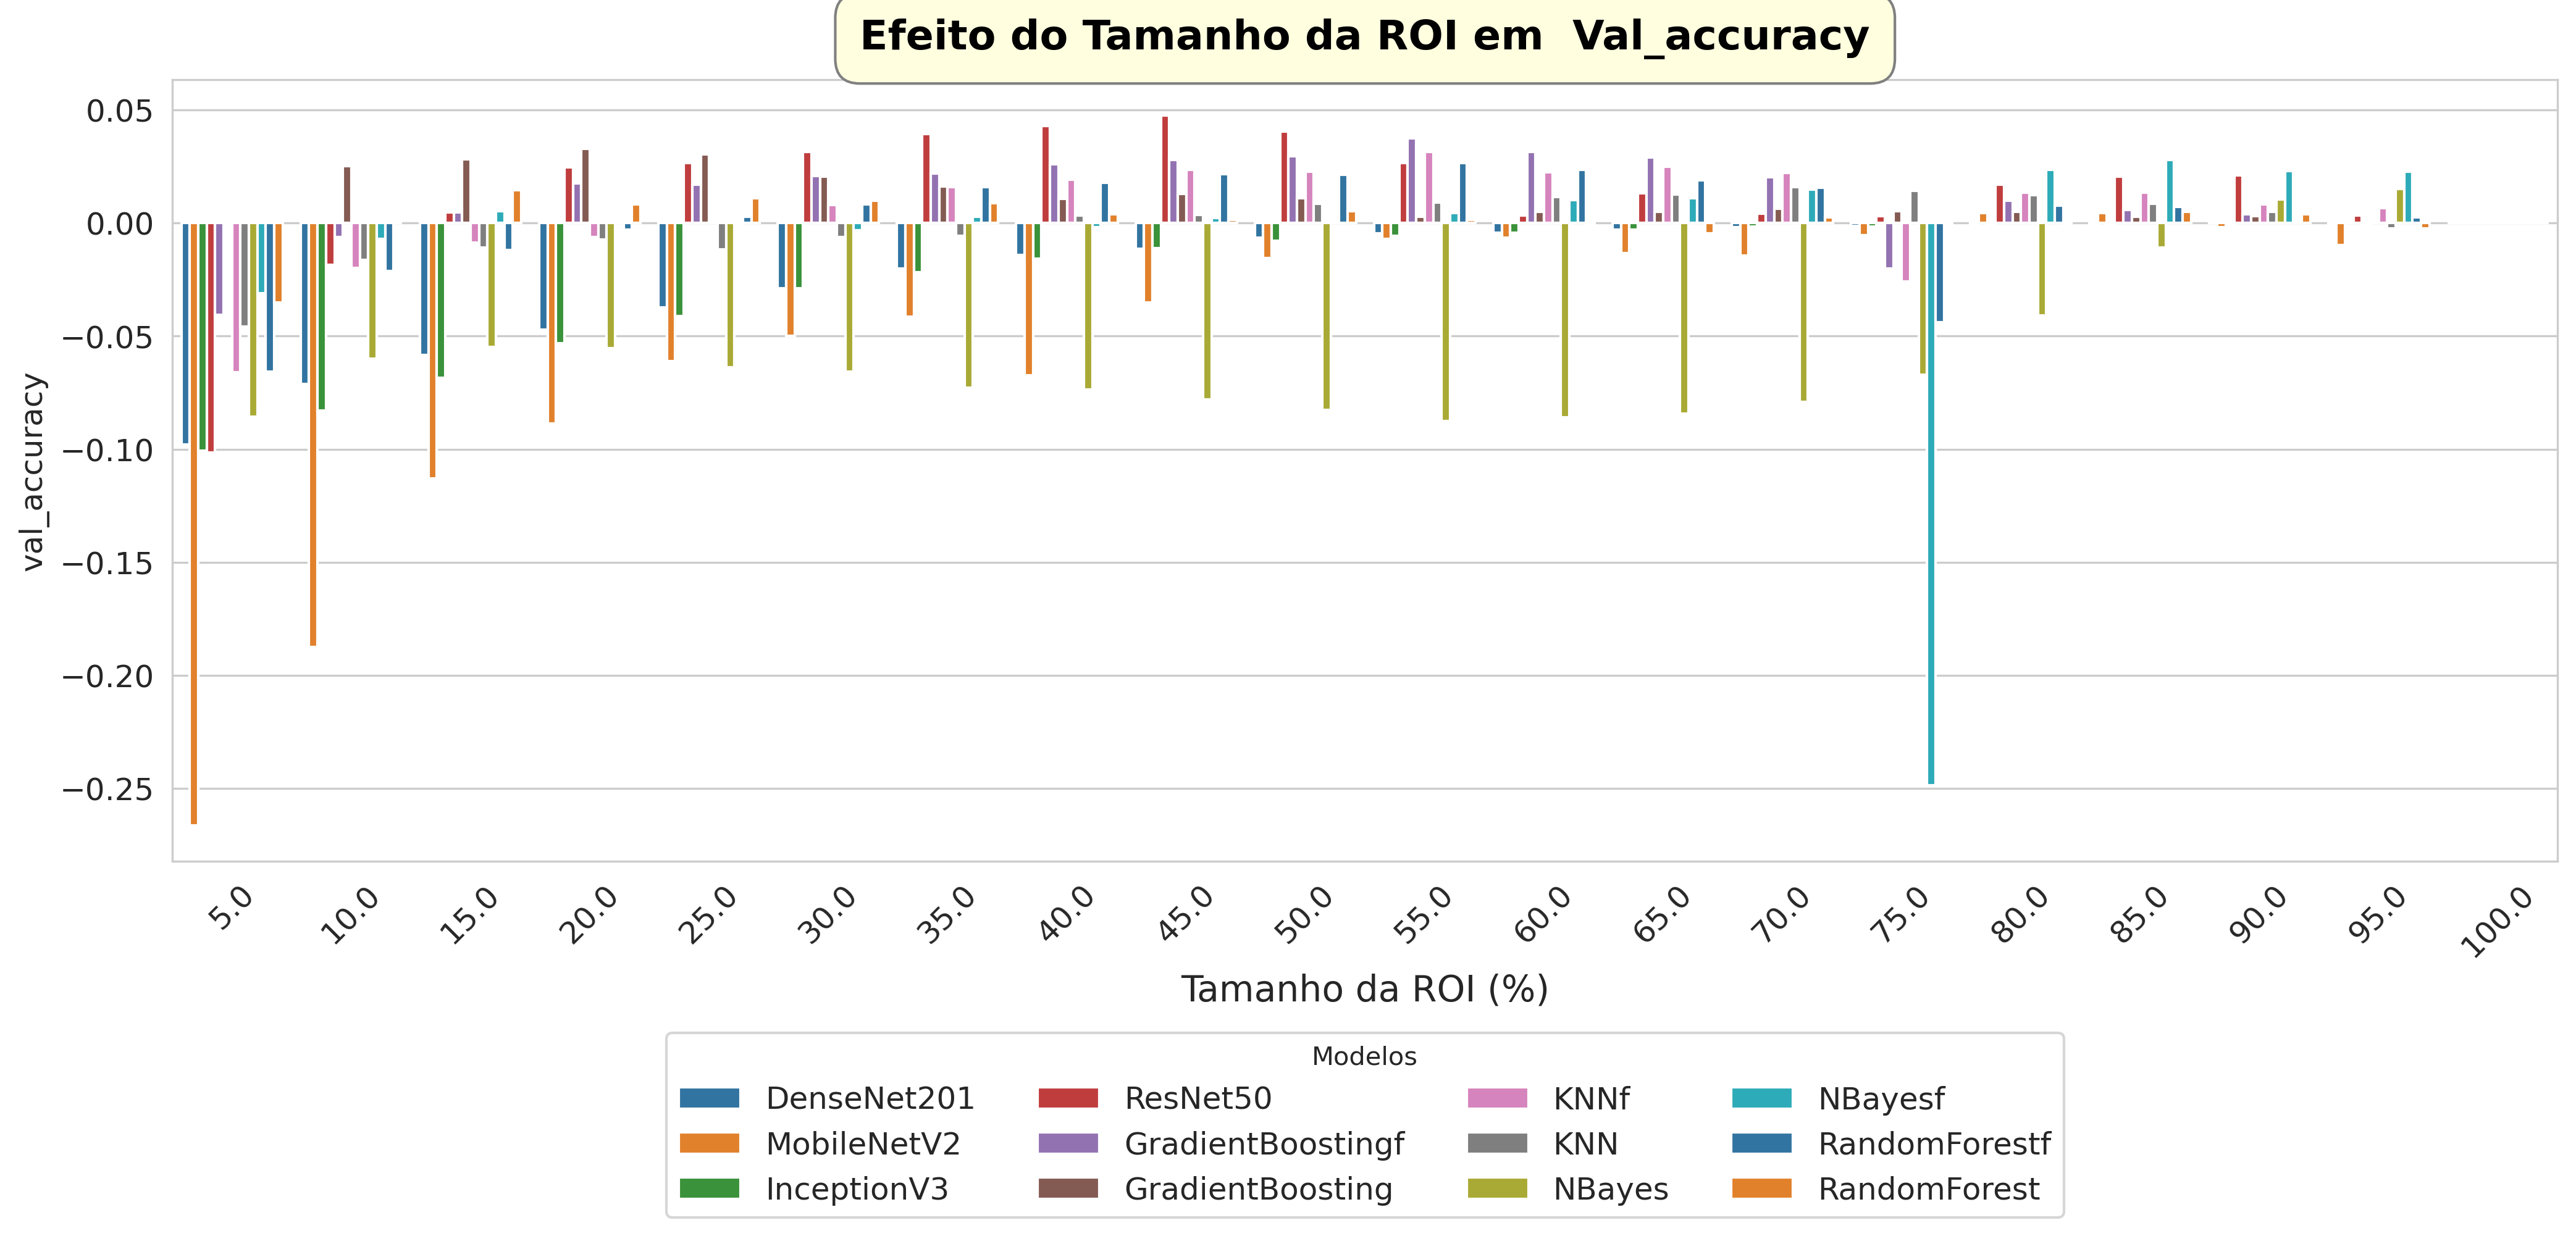 Efeito do Tamanho da ROI em  Val_accuracy
val_accuracy
0.05
0.00
−0.05
−0.10
−0.15
−0.20
−0.25
5.0 10.0 15.0 20.0 25.0 30.0 35.0 40.0 45.0 50.0 55.0 60.0 65.0 70.0 75.0 80.0 85.0 90.0 95.0 100.0
Tamanho da ROI (%)
Modelos
DenseNet201 ResNet50 KNNf NBayesf
MobileNetV2 GradientBoostingf KNN RandomForestf
InceptionV3 GradientBoosting NBayes RandomForest